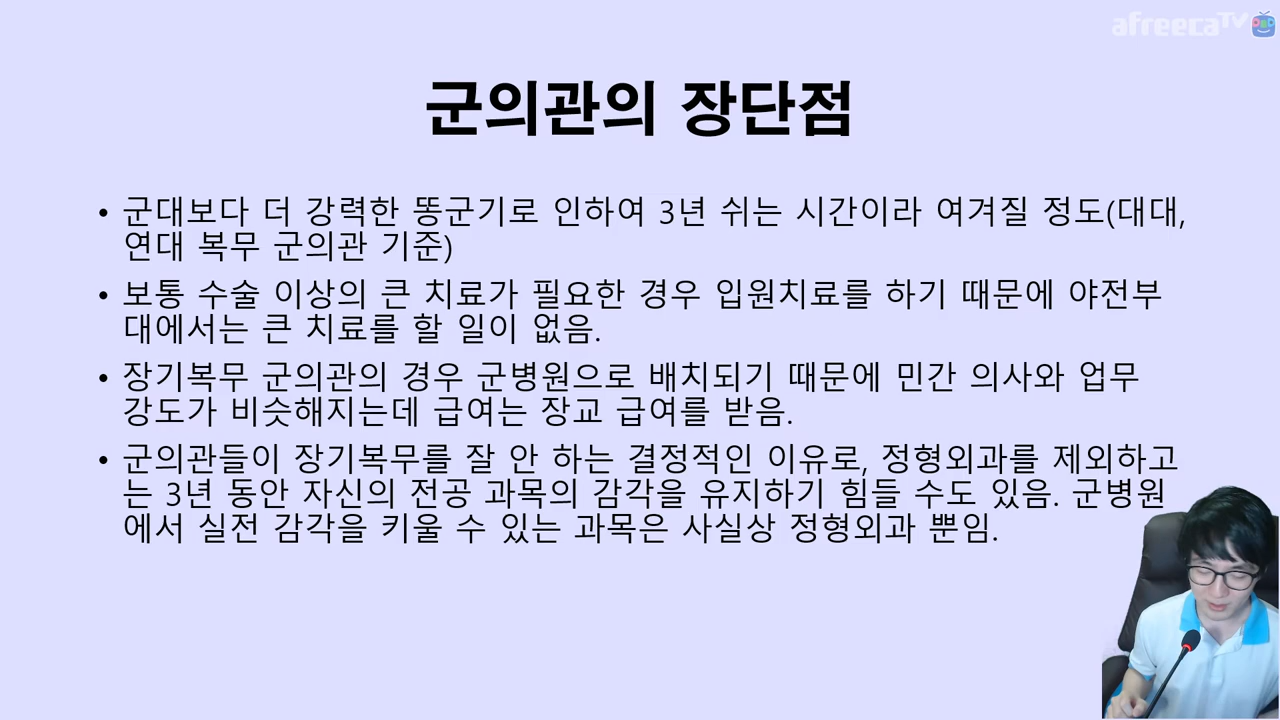 afreecaTV
군의관의 장단점
• 군대보다 더 강력한 똥군기로 인하여 3년 쉬는 시간이라 여겨질 정도(대대,
연대 복무 군의관 기준)
• 보통 수술 이상의 큰 치료가 필요한 경우 입원치료를 하기 때문에 야전부
대에서는 큰 치료를 할 일이 없음.
• 장기복무 군의관의 경우 군병원으로 배치되기 때문에 민간 의사와 업무
강도가 비슷해지는데 급여는 장교 급여를 받음.
• 군의관들이 장기복무를 잘 안 하는 결정적인 이유로, 정형외과를 제외하고
는 3년 동안 자신의 전공 과목의 감각을 유지하기 힘들 수도 있음. 군병원
에서 실전 감각을 키울 수 있는 과목은 사실상 정형외과 뿐임.